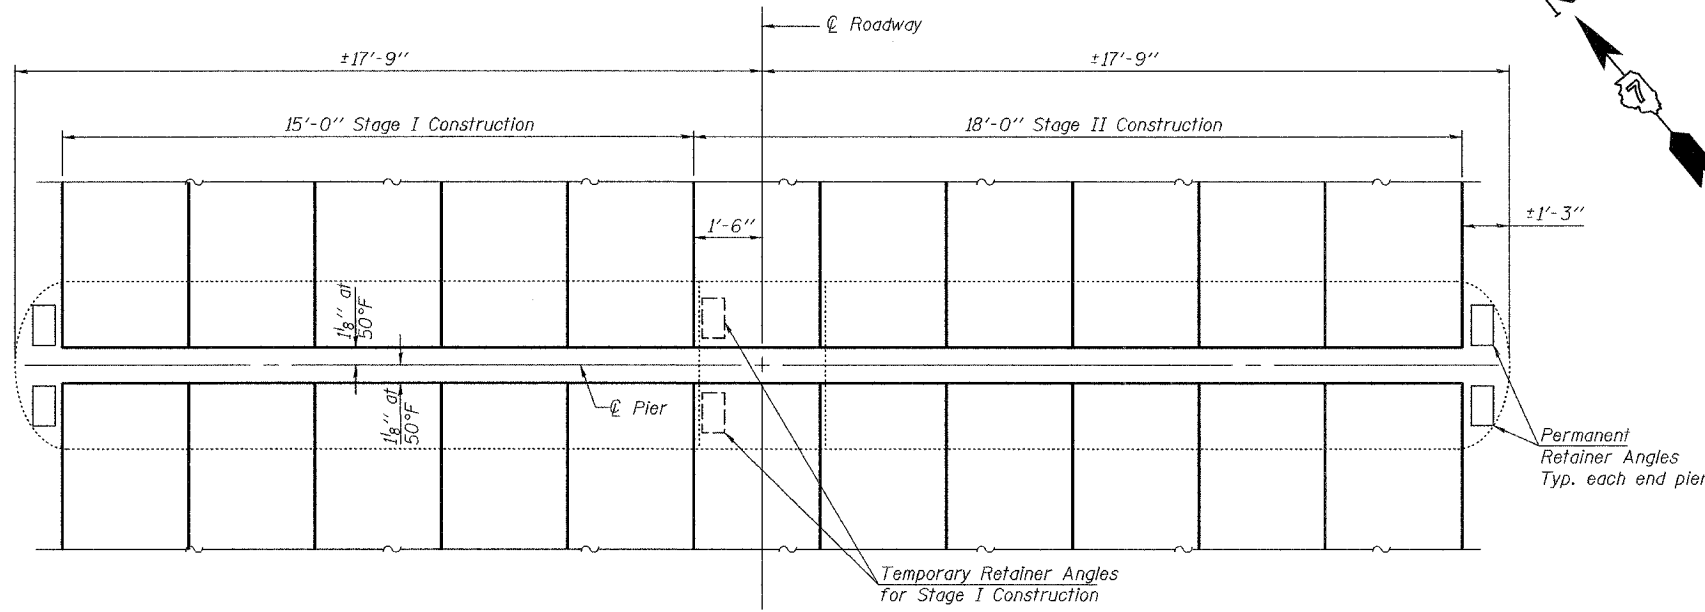 ℄ Roadway
±17'-9"
±17'-9"
15'-0" Stage I Construction
18'-0" Stage II Construction
1'-6"
±1'-3"
1⅛" at
50°F
1⅛" at
50°F
℄ Pier
Permanent
Retainer Angles
Typ. each end pier
Temporary Retainer Angles
for Stage I Construction